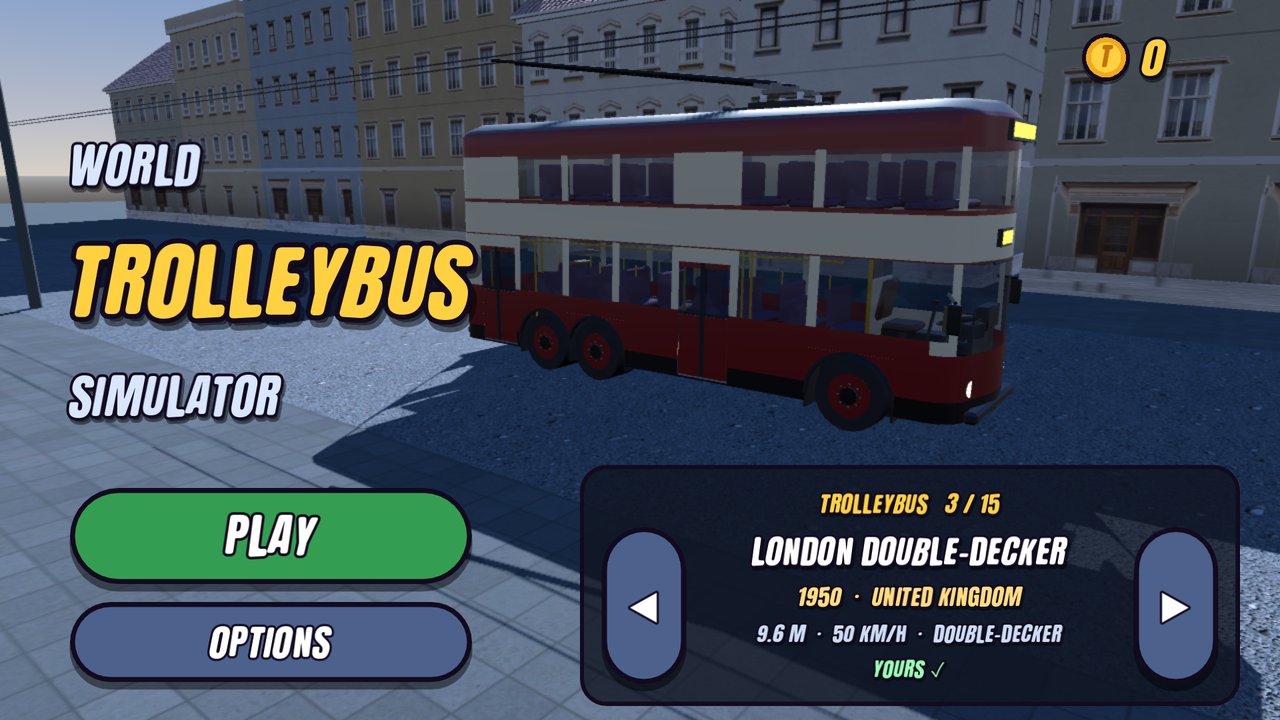 T 0
WORLD
TROLLEYBUS
SIMULATOR
PLAY
OPTIONS
TROLLEYBUS 3 / 15
LONDON DOUBLE-DECKER
1950 · UNITED KINGDOM
9.6 M · 50 KM/H · DOUBLE-DECKER
YOURS ✓